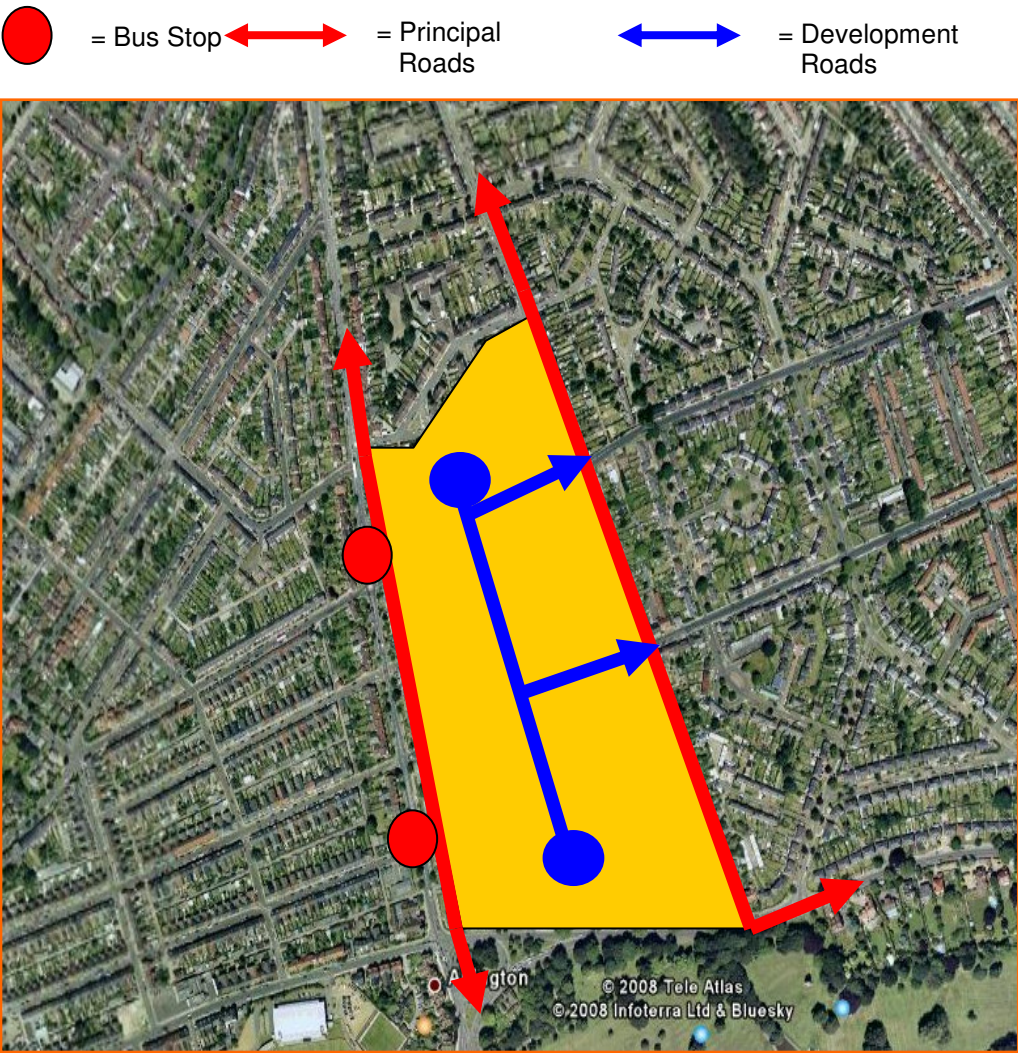 = Bus Stop
= Principal
Roads
= Development
Roads
© 2008 Tele Atlas
© 2008 Infoterra Ltd & Bluesky